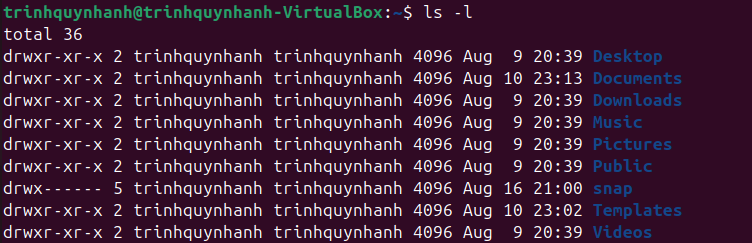 trinhquynhanh@trinhquynhanh-VirtualBox:~$ ls -l
total 36
drwxr-xr-x 2 trinhquynhanh trinhquynhanh 4096 Aug  9 20:39 Desktop
drwxr-xr-x 2 trinhquynhanh trinhquynhanh 4096 Aug 10 23:13 Documents
drwxr-xr-x 2 trinhquynhanh trinhquynhanh 4096 Aug  9 20:39 Downloads
drwxr-xr-x 2 trinhquynhanh trinhquynhanh 4096 Aug  9 20:39 Music
drwxr-xr-x 2 trinhquynhanh trinhquynhanh 4096 Aug  9 20:39 Pictures
drwxr-xr-x 2 trinhquynhanh trinhquynhanh 4096 Aug  9 20:39 Public
drwx------ 5 trinhquynhanh trinhquynhanh 4096 Aug 16 21:00 snap
drwxr-xr-x 2 trinhquynhanh trinhquynhanh 4096 Aug 10 23:02 Templates
drwxr-xr-x 2 trinhquynhanh trinhquynhanh 4096 Aug  9 20:39 Videos